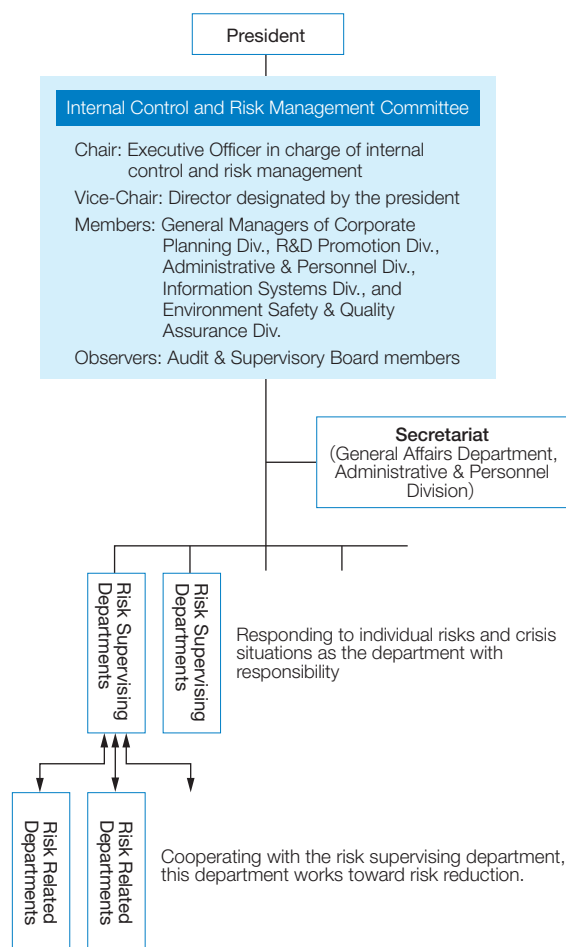 President
Internal Control and Risk Management Committee
Chair: Executive Officer in charge of internal
control and risk management
Vice-Chair: Director designated by the president
Members: General Managers of Corporate
Planning Div., R&D Promotion Div.,
Administrative & Personnel Div.,
Information Systems Div., and
Environment Safety & Quality
Assurance Div.
Observers: Audit & Supervisory Board members
Secretariat
(General Affairs Department,
Administrative & Personnel
Division)
Risk Supervising
Departments
Risk Supervising
Departments
Responding to individual risks and crisis
situations as the department with
responsibility
Risk Related
Departments
Risk Related
Departments
Cooperating with the risk supervising department,
this department works toward risk reduction.